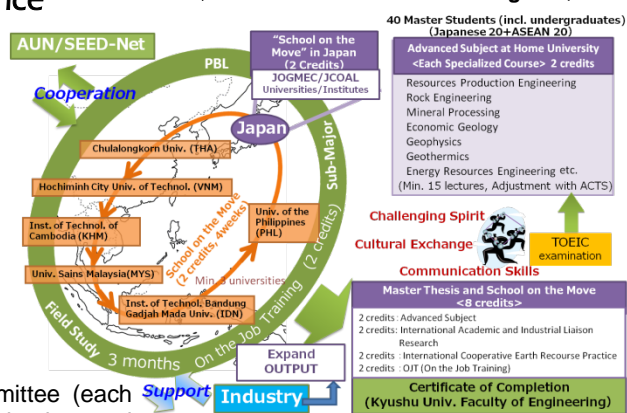 40 Master Students (incl. undergraduates)
(Japanese 20+ASEAN 20)
AUN/SEED-Net
Cooperation
PBL
"School on the
Move" in Japan
(2 Credits)
JOGMEC/JCOAL
Universities/Institutes
Japan
Sub-Major
(2 credits)
Chulalongkorn Univ. (THA)
Hochiminh City Univ. of Technol. (VNM)
Inst. of Technol. of
Cambodia (KHM)
Univ. Sains Malaysia(MYS)
Inst. of Technol. Bandung
Gadjah Mada Univ. (IDN)
Univ. of the
Philippines
(PHL)
School on the Move
(2 credits, 4weeks)
Min. 3 universities
Field Study
3 months
On the Job Training
Advanced Subject at Home University
<Each Specialized Course> 2 credits
Resources Production Engineering
Rock Engineering
Mineral Processing
Economic Geology
Geophysics
Geothermics
Energy Resources Engineering etc.
(Min. 15 lectures, Adjustment with ACTS)
Challenging Spirit
Cultural Exchange
Communication Skills
TOEIC
examination
Master Thesis and School on the Move
<8 credits>
2 credits : Advanced Subject
2 credits : International Academic and Industrial Liaison
Research
2 credits : International Cooperative Earth Recourse Practice
2 credits : OJT (On the Job Training)
Certificate of Completion
(Kyushu Univ. Faculty of Engineering)
Expand
OUTPUT
Support
Industry
mmittee (each